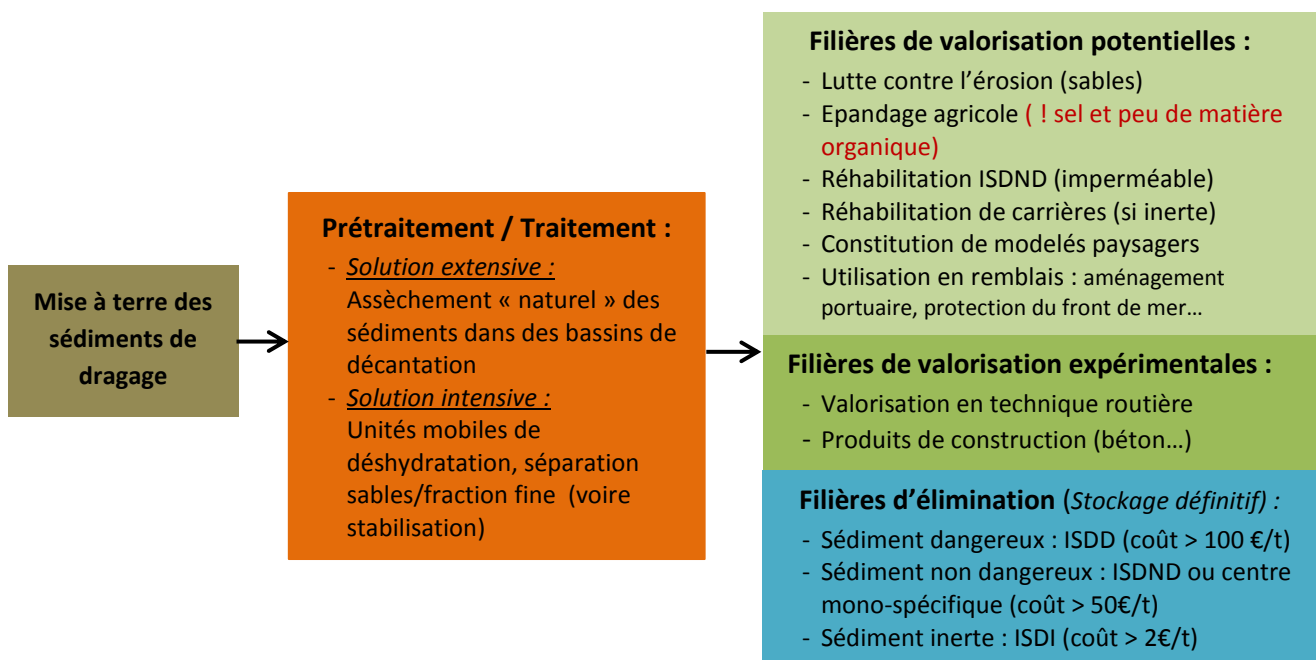 Mise à terre des
sédiments de
dragage
Prétraitement / Traitement :
- Solution extensive :
Assèchement « naturel » des
sédiments dans des bassins de
décantation
- Solution intensive :
Unités mobiles de
déshydratation, séparation
sables/fraction fine (voire
stabilisation)
Filières de valorisation potentielles :
- Lutte contre l'érosion (sables)
- Epandage agricole ( ! sel et peu de matière
organique)
- Réhabilitation ISDND (imperméable)
- Réhabilitation de carrières (si inerte)
- Constitution de modelés paysagers
- Utilisation en remblais : aménagement
portuaire, protection du front de mer…
Filières de valorisation expérimentales :
- Valorisation en technique routière
- Produits de construction (béton…)
Filières d'élimination (Stockage définitif) :
- Sédiment dangereux : ISDD (coût > 100 €/t)
- Sédiment non dangereux : ISDND ou centre
mono-spécifique (coût > 50€/t)
- Sédiment inerte : ISDI (coût > 2€/t)